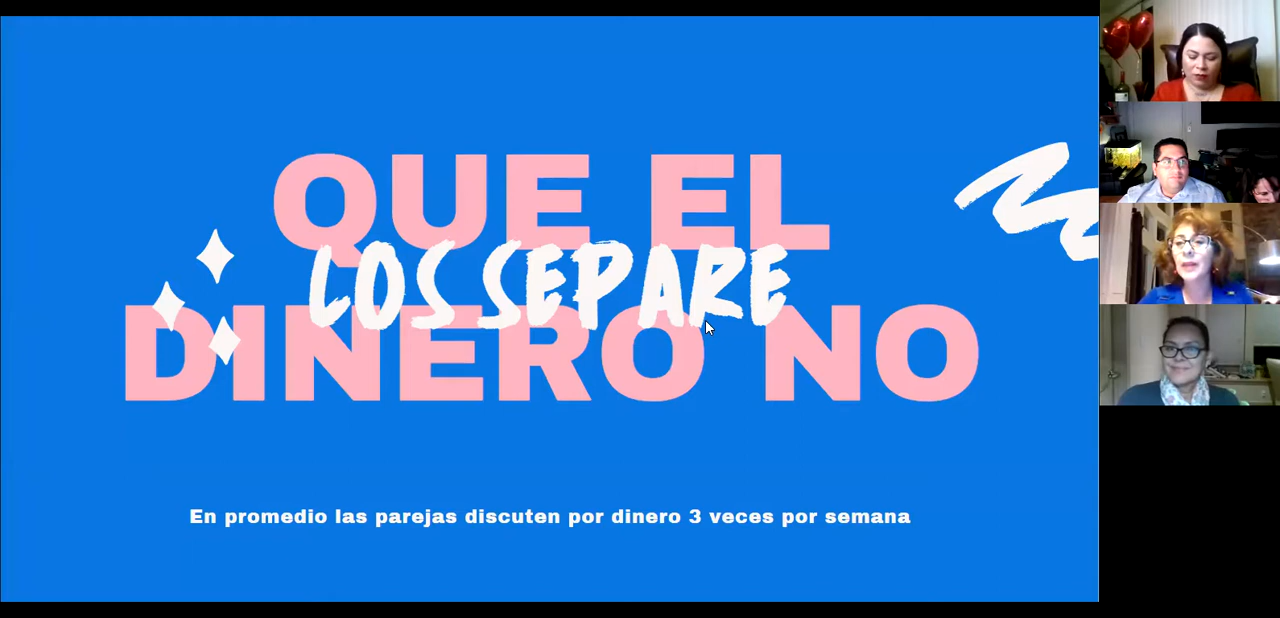 QUE EL
LOS SEPARE
DINERO NO
En promedio las parejas discuten por dinero 3 veces por semana